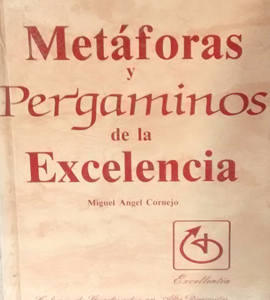 Metáforas
y
Pergaminos
de la
Excelencia
Miguel Angel Cornejo
Excellentia